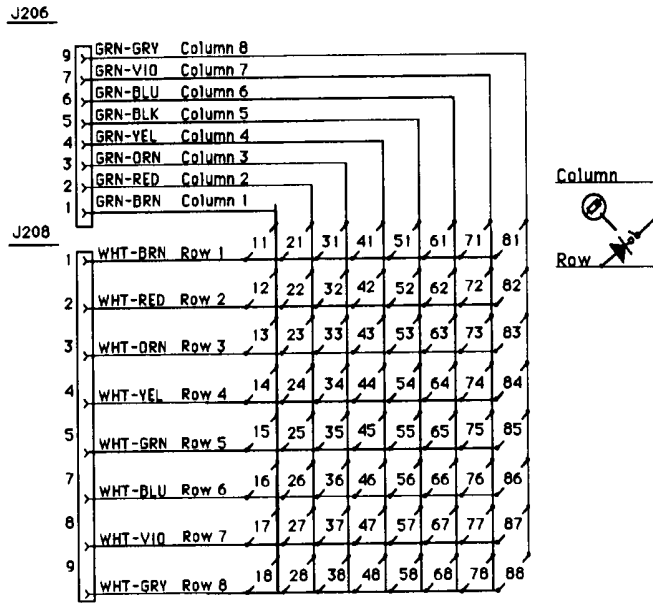 J206
9 GRN-GRY Column 8
7 GRN-VIO Column 7
6 GRN-BLU Column 6
5 GRN-BLK Column 5
4 GRN-YEL Column 4
3 GRN-ORN Column 3
2 GRN-RED Column 2
1 GRN-BRN Column 1
Column
Row
J208
11 21 31 41 51 61 71 81
1 WHT-BRN Row 1
12 22 32 42 52 62 72 82
2 WHT-RED Row 2
13 23 33 43 53 63 73 83
3 WHT-ORN Row 3
14 24 34 44 54 64 74 84
4 WHT-YEL Row 4
15 25 35 45 55 65 75 85
5 WHT-GRN Row 5
16 26 36 46 56 66 76 86
7 WHT-BLU Row 6
17 27 37 47 57 67 77 87
8 WHT-VIO Row 7
18 28 38 48 58 68 78 88
9 WHT-GRY Row 8